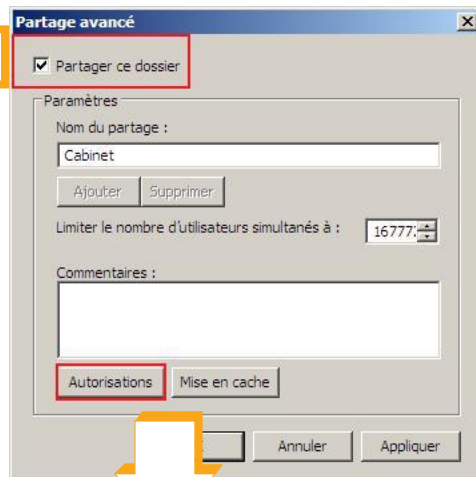 Partage avancé
Partager ce dossier
Paramètres
Nom du partage :
Cabinet
Ajouter Supprimer
Limiter le nombre d'utilisateurs simultanés à : 16777
Commentaires :
Autorisations Mise en cache
Annuler Appliquer